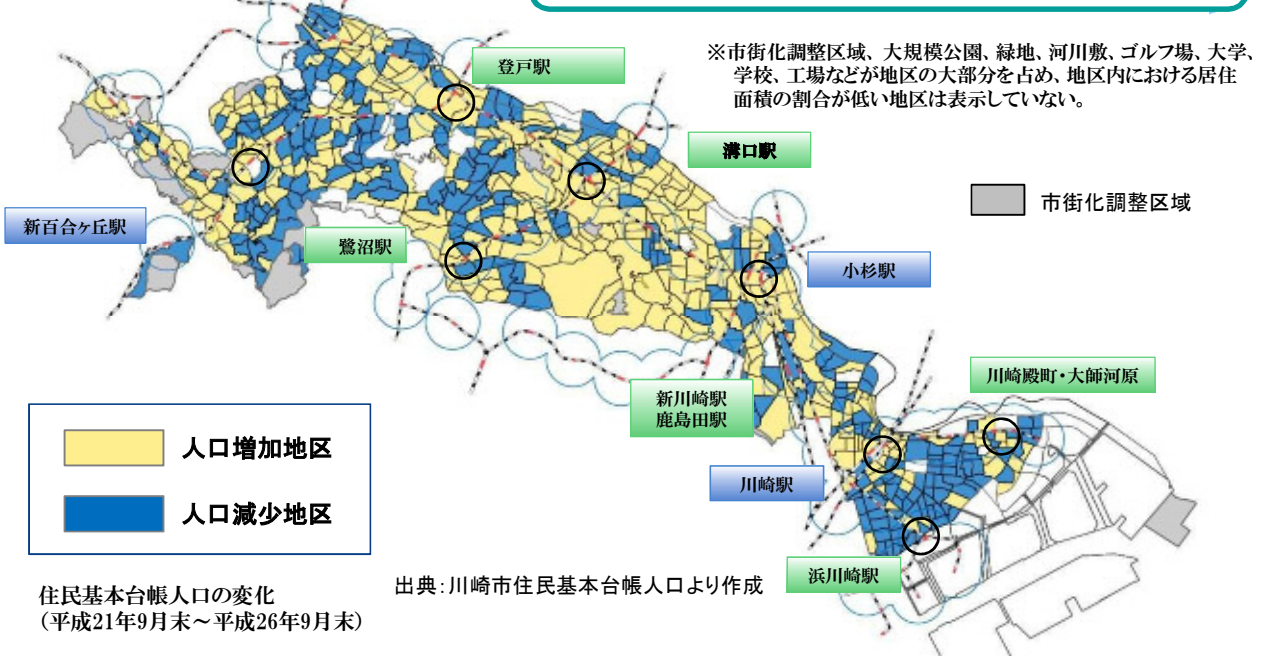 登戸駅
※市街化調整区域、大規模公園、緑地、河川敷、ゴルフ場、大学、
学校、工場などが地区の大部分を占め、地区内における居住
面積の割合が低い地区は表示していない。
溝口駅
市街化調整区域
新百合ヶ丘駅
鷺沼駅
小杉駅
川崎殿町・大師河原
新川崎駅
鹿島田駅
人口増加地区
川崎駅
人口減少地区
浜川崎駅
出典:川崎市住民基本台帳人口より作成
住民基本台帳人口の変化
(平成21年9月末~平成26年9月末)